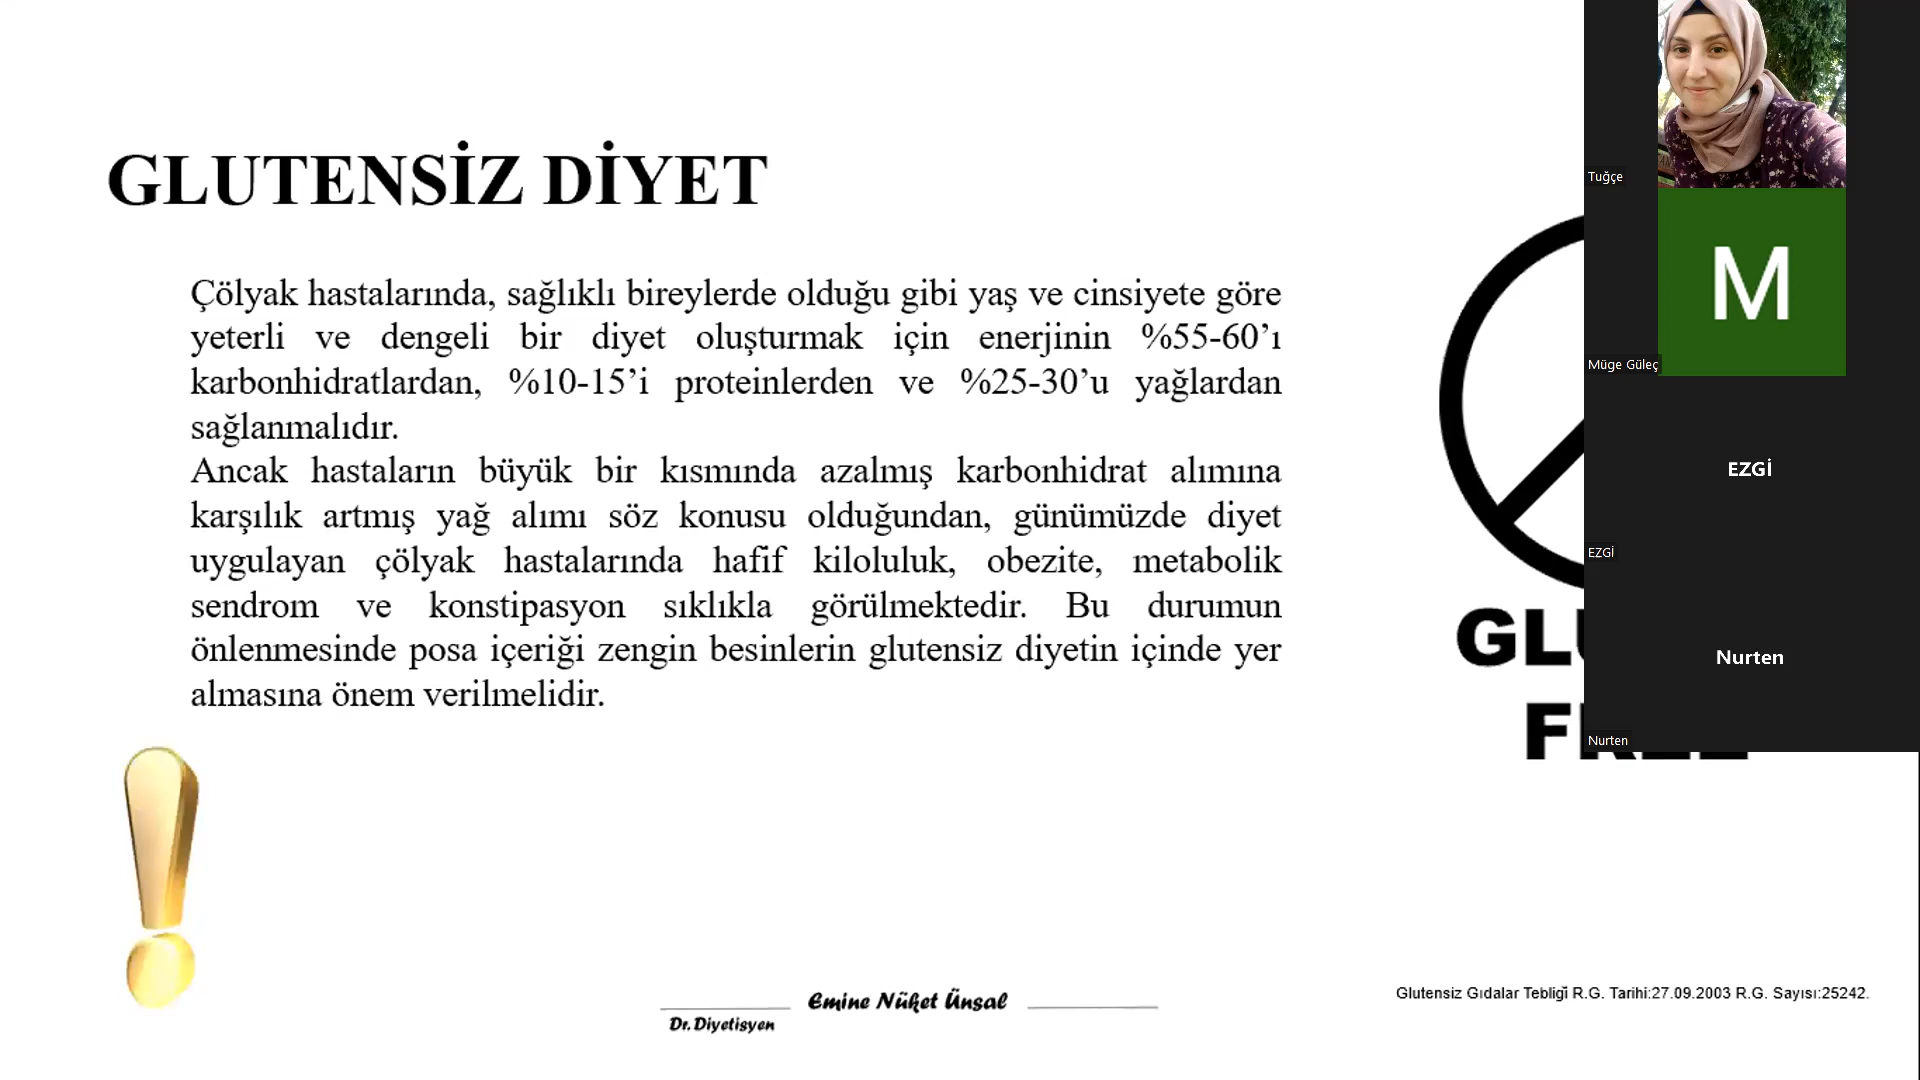 GLUTENSİZ DİYET
Çölyak hastalarında, sağlıklı bireylerde olduğu gibi yaş ve cinsiyete göre
yeterli ve dengeli bir diyet oluşturmak için enerjinin %55-60’ı
karbonhidratlardan, %10-15’i proteinlerden ve %25-30’u yağlardan
sağlanmalıdır.
Ancak hastaların büyük bir kısmında azalmış karbonhidrat alımına
karşılık artmış yağ alımı söz konusu olduğundan, günümüzde diyet
uygulayan çölyak hastalarında hafif kiloluluk, obezite, metabolik
sendrom ve konstipasyon sıklıkla görülmektedir. Bu durumun
önlenmesinde posa içeriği zengin besinlerin glutensiz diyetin içinde yer
almasına önem verilmelidir.
Emine Nüket Ünsal
Dr. Diyetisyen
Glutensiz Gıdalar Tebliği R.G. Tarihi:27.09.2003 R.G. Sayısı:25242.
Tuğçe
M
Müge Güleç
EZGİ
EZGİ
Nurten
Nurten